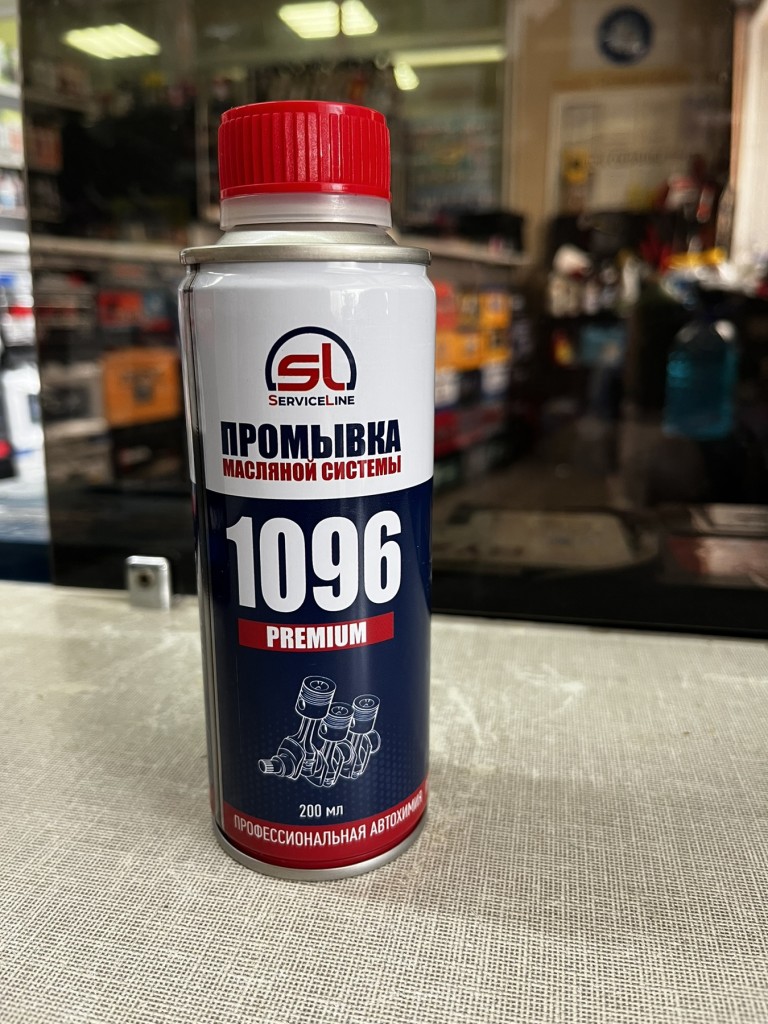 SL
SERVICELINE
ПРОМЫВКА
МАСЛЯНОЙ СИСТЕМЫ
1096
PREMIUM
200 мл
ПРОФЕССИОНАЛЬНАЯ АВТОХИМИЯ